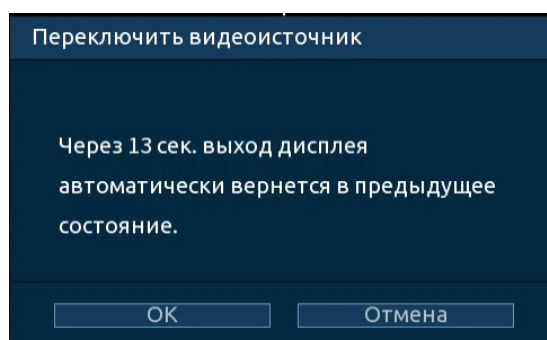 Переключить видеоисточник
Через 13 сек. выход дисплея
автоматически вернется в предыдущее
состояние.
OK
Отмена